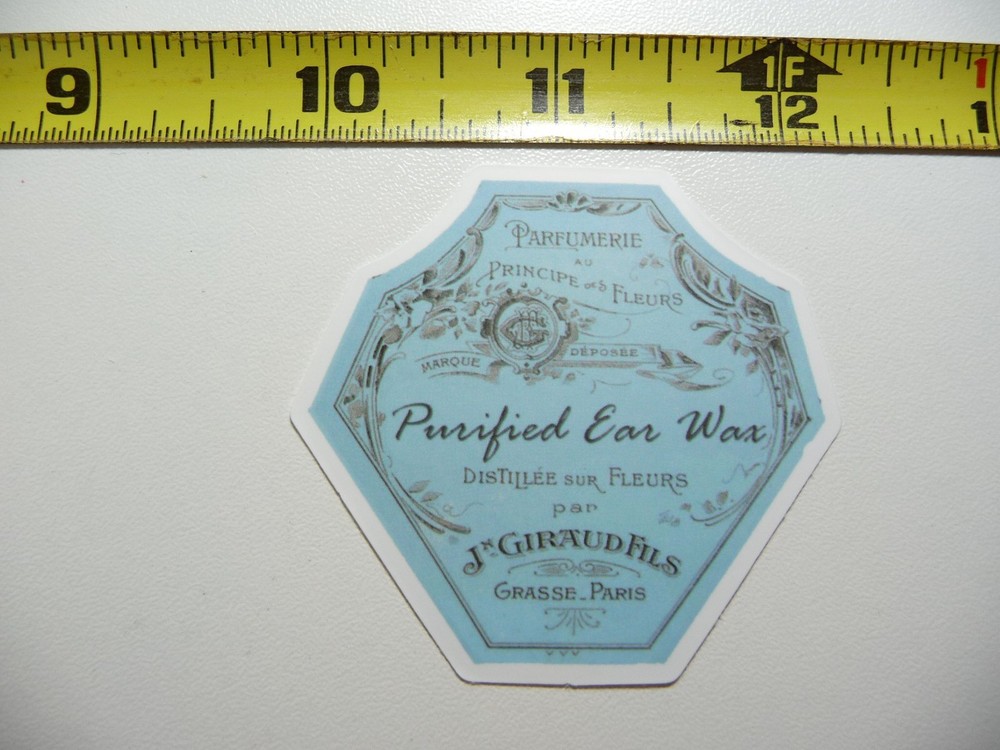 9 10 11 1F 12 1
1
PARFUMERIE
AU
PRINCIPE DES FLEURS
MARQUE DÉPOSÉE
Purified Ear Wax
DISTILLÉE SUR FLEURS
par
JN GIRAUD FILS
GRASSE_PARIS